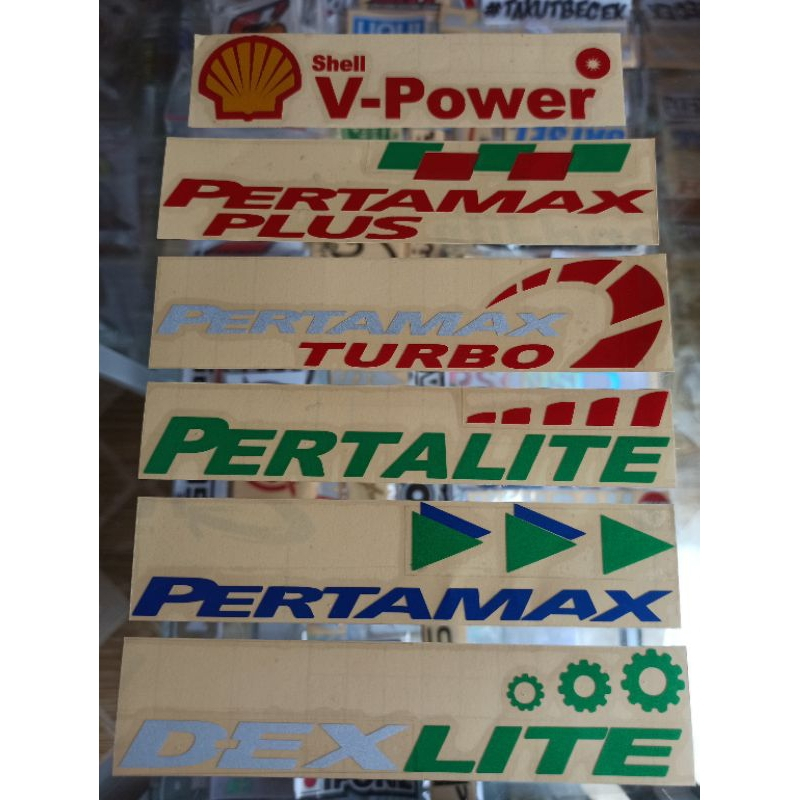 #TAKUTBECEK
Shell
V-Power
PERTAMAX
PLUS
PERTAMAX
TURBO
PERTALITE
PERTAMAX
DEXLITE